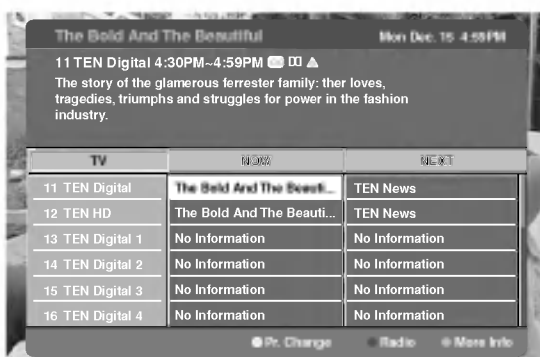 The Bold And The Beautiful Mon Dec. 15 4:59PM
11 TEN Digital 4:30PM~4:59PM
The story of the glamerous ferrester family: ther loves,
tragedies, triumphs and struggles for power in the fashion
industry.
TV NOW NEXT
11 TEN Digital The Bold And The Beauti... TEN News
12 TEN HD The Bold And The Beauti... TEN News
13 TEN Digital 1 No Information No Information
14 TEN Digital 2 No Information No Information
15 TEN Digital 3 No Information No Information
16 TEN Digital 4 No Information No Information
Pr. Change Radio More Info